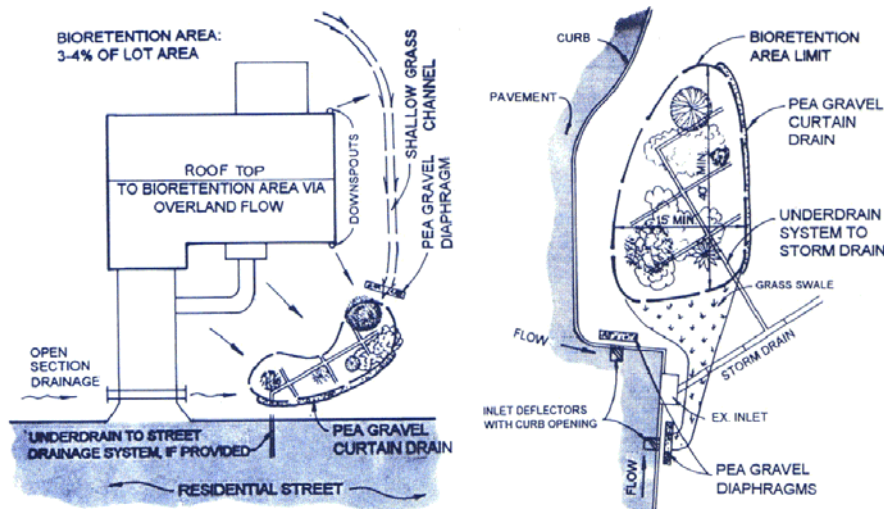 BIORETENTION AREA:
3-4% OF LOT AREA
SHALLOW GRASS
CHANNEL
ROOF TOP
TO BIORETENTION AREA VIA
OVERLAND FLOW
DOWNSPOUTS
PEA GRAVEL
DIAPHRAGM
OPEN
SECTION
DRAINAGE
UNDERDRAIN TO STREET
DRAINAGE SYSTEM, IF PROVIDED
PEA GRAVEL
CURTAIN DRAIN
RESIDENTIAL STREET
CURB
BIORETENTION
AREA LIMIT
PAVEMENT
PEA GRAVEL
CURTAIN
DRAIN
40' MIN
15' MIN.
UNDERDRAIN
SYSTEM TO
STORM DRAIN
GRASS SWALE
FLOW
STORM DRAIN
INLET DEFLECTORS
WITH CURB OPENING
EX. INLET
FLOW
PEA GRAVEL
DIAPHRAGMS